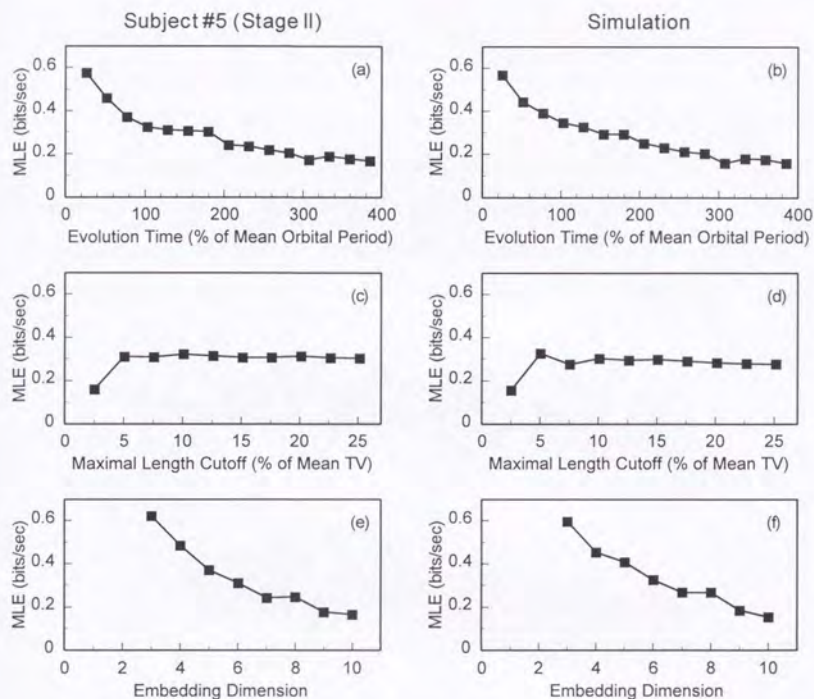 Subject #5 (Stage II)
Simulation
MLE (bits/sec)
0.6
0.4
0.2
0
(a)
0 100 200 300 400
Evolution Time (% of Mean Orbital Period)
MLE (bits/sec)
0.6
0.4
0.2
0
(b)
0 100 200 300 400
Evolution Time (% of Mean Orbital Period)
MLE (bits/sec)
0.6
0.4
0.2
0
(c)
0 5 10 15 20 25
Maximal Length Cutoff (% of Mean TV)
MLE (bits/sec)
0.6
0.4
0.2
0
(d)
0 5 10 15 20 25
Maximal Length Cutoff (% of Mean TV)
MLE (bits/sec)
0.6
0.4
0.2
0
(e)
0 2 4 6 8 10
Embedding Dimension
MLE (bits/sec)
0.6
0.4
0.2
0
(f)
0 2 4 6 8 10
Embedding Dimension